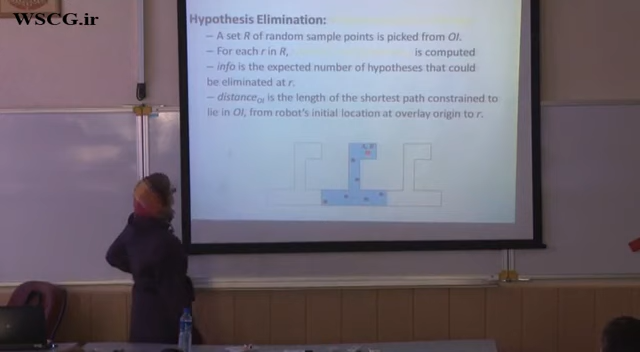 WSCG.ir
Hypothesis Elimination:
– A set R of random sample points is picked from OI.
– For each r in R, is computed
– info is the expected number of hypotheses that could
be eliminated at r.
– distanceOI is the length of the shortest path constrained to
lie in OI, from robot's initial location at overlay origin to r.